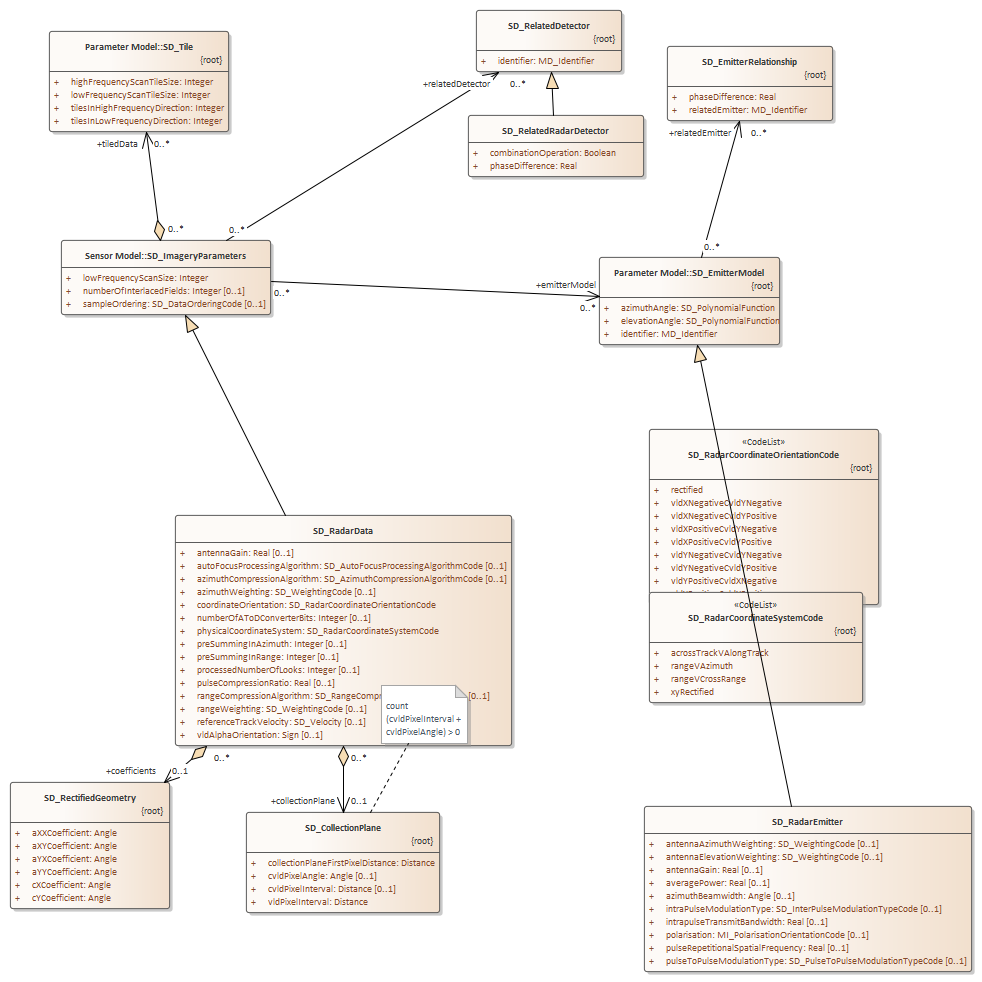 Parameter Model::SD_Tile
{root}
+ highFrequencyScanTileSize: Integer
+ lowFrequencyScanTileSize: Integer
+ tilesInHighFrequencyDirection: Integer
+ tilesInLowFrequencyDirection: Integer
SD_RelatedDetector
{root}
+ identifier: MD_Identifier
SD_EmitterRelationship
{root}
+ phaseDifference: Real
+ relatedEmitter: MD_Identifier
+relatedDetector
0..*
SD_RelatedRadarDetector
+ combinationOperation: Boolean
+ phaseDifference: Real
+relatedEmitter
0..*
+tiledData
0..*
0..*
0..*
0..*
Sensor Model::SD_ImageryParameters
+ lowFrequencyScanSize: Integer
+ numberOfInterlacedFields: Integer [0..1]
+ sampleOrdering: SD_DataOrderingCode [0..1]
0..*
+emitterModel
0..*
Parameter Model::SD_EmitterModel
{root}
+ azimuthAngle: SD_PolynomialFunction
+ elevationAngle: SD_PolynomialFunction
+ identifier: MD_Identifier
«CodeList»
SD_RadarCoordinateOrientationCode
{root}
+ rectified
+ vldXNegativeCvldYNegative
+ vldXNegativeCvldYPositive
+ vldXPositiveCvldYNegative
+ vldXPositiveCvldYPositive
+ vldYNegativeCvldYNegative
+ vldYNegativeCvldYPositive
+ vldYPositiveCvldXNegative
«CodeList»
SD_RadarCoordinateSystemCode
{root}
+ acrossTrackVAlongTrack
+ rangeVAzimuth
+ rangeVCrossRange
+ xyRectified
SD_RadarData
+ antennaGain: Real [0..1]
+ autoFocusProcessingAlgorithm: SD_AutoFocusProcessingAlgorithmCode [0..1]
+ azimuthCompressionAlgorithm: SD_AzimuthCompressionAlgorithmCode [0..1]
+ azimuthWeighting: SD_WeightingCode [0..1]
+ coordinateOrientation: SD_RadarCoordinateOrientationCode
+ numberOfAToDConverterBits: Integer [0..1]
+ physicalCoordinateSystem: SD_RadarCoordinateSystemCode
+ preSummingInAzimuth: Integer [0..1]
+ preSummingInRange: Integer [0..1]
+ processedNumberOfLooks: Integer [0..1]
+ pulseCompressionRatio: Real [0..1]
+ rangeCompressionAlgorithm: SD_RangeCompr [0..1]
+ rangeWeighting: SD_WeightingCode [0..1]
+ referenceTrackVelocity: SD_Velocity [0..1]
+ vldAlphaOrientation: Sign [0..1]
count
(cvldPixelInterval +
cvldPixelAngle) > 0
0..*
0..*
+coefficients
0..1
+collectionPlane
0..1
SD_RectifiedGeometry
{root}
+ aXXCoefficient: Angle
+ aXYCoefficient: Angle
+ aYXCoefficient: Angle
+ aYYCoefficient: Angle
+ cXCoefficient: Angle
+ cYCoefficient: Angle
SD_CollectionPlane
{root}
+ collectionPlaneFirstPixelDistance: Distance
+ cvldPixelAngle: Angle [0..1]
+ cvldPixelInterval: Distance [0..1]
+ vldPixelInterval: Distance
SD_RadarEmitter
+ antennaAzimuthWeighting: SD_WeightingCode [0..1]
+ antennaElevationWeighting: SD_WeightingCode [0..1]
+ antennaGain: Real [0..1]
+ averagePower: Real [0..1]
+ azimuthBeamwidth: Angle [0..1]
+ intraPulseModulationType: SD_InterPulseModulationTypeCode [0..1]
+ intrapulseTransmitBandwidth: Real [0..1]
+ polarisation: MI_PolarisationOrientationCode [0..1]
+ pulseRepetitionalSpatialFrequency: Real [0..1]
+ pulseToPulseModulationType: SD_PulseToPulseModulationTypeCode [0..1]